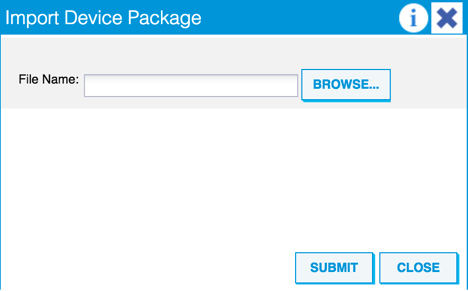 Import Device Package
File Name:
BROWSE...
SUBMIT
CLOSE